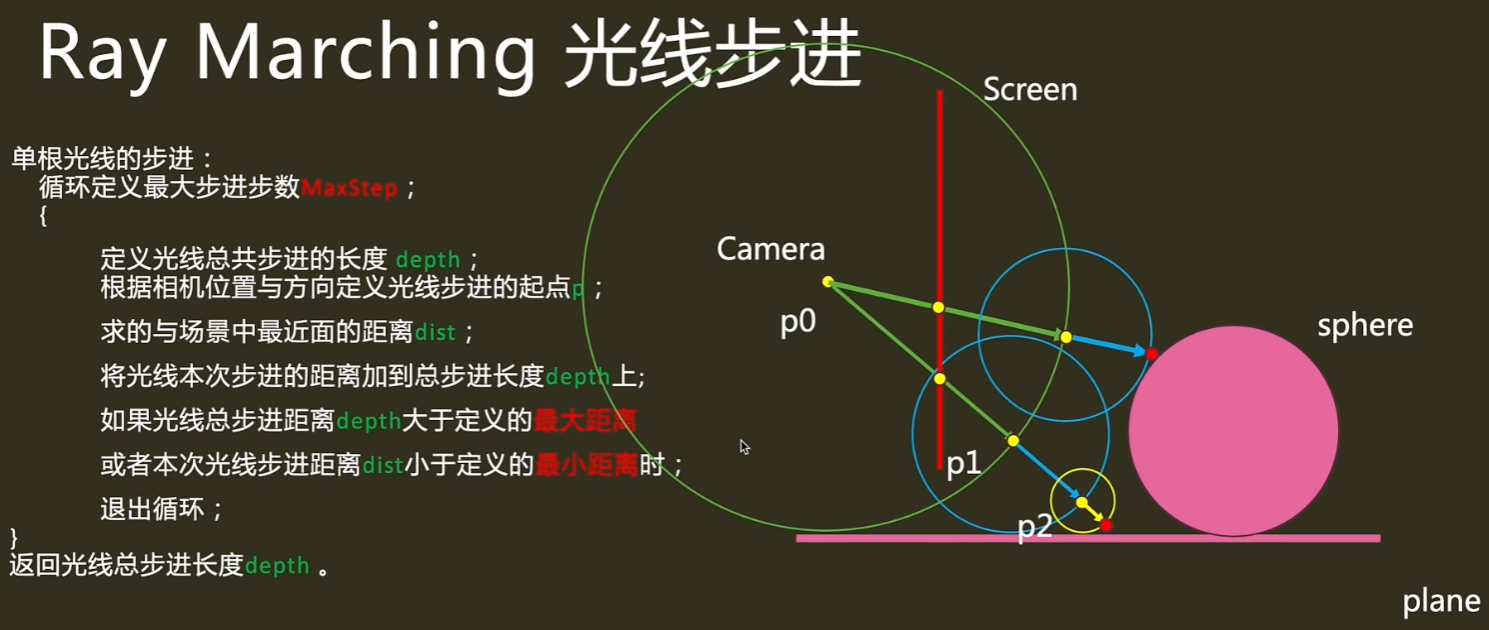 Ray Marching 光线步进
单根光线的步进：
循环定义最大步进步数MaxStep；
{
定义光线总共步进的长度 depth；
根据相机位置与方向定义光线步进的起点p；
求的与场景中最近面的距离dist；
将光线本次步进的距离加到总步进长度depth上;
如果光线总步进距离depth大于定义的最大距离
或者本次光线步进距离dist小于定义的最小距离时；
退出循环；
}
返回光线总步进长度depth 。
Screen
Camera
p0
sphere
p1
p2
plane